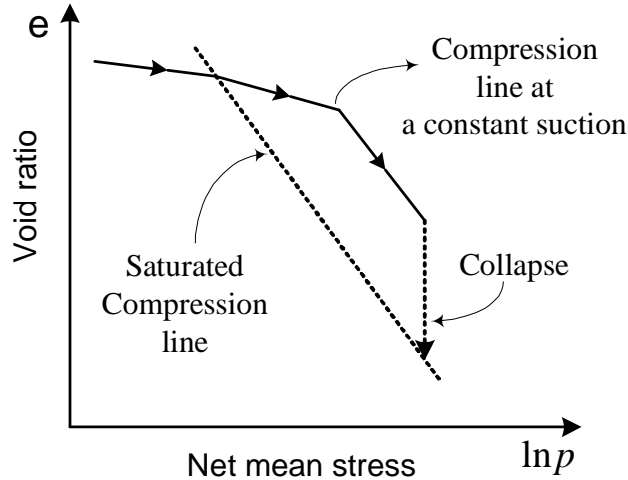 e
Compression
line at
a constant suction
Void ratio
Saturated
Compression
line
Collapse
Net mean stress
ln p